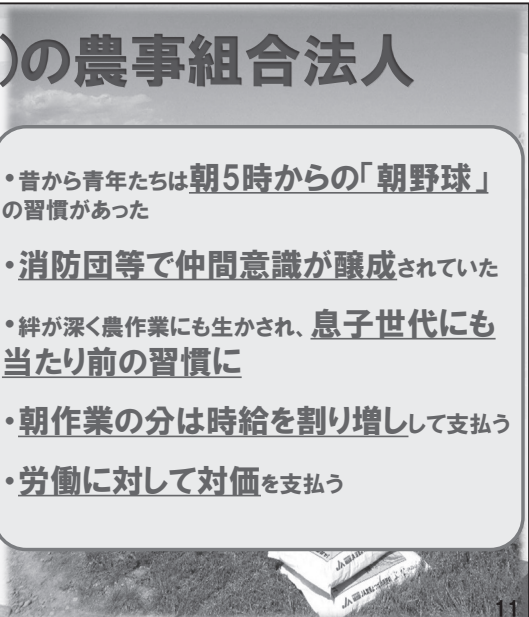 )の農事組合法人
・昔から青年たちは朝5時からの「朝野球」
の習慣があった
・消防団等で仲間意識が醸成されていた
・絆が深く農作業にも生かされ、息子世代にも
当たり前の習慣に
・朝作業の分は時給を割り増しして支払う
・労働に対して対価を支払う
11